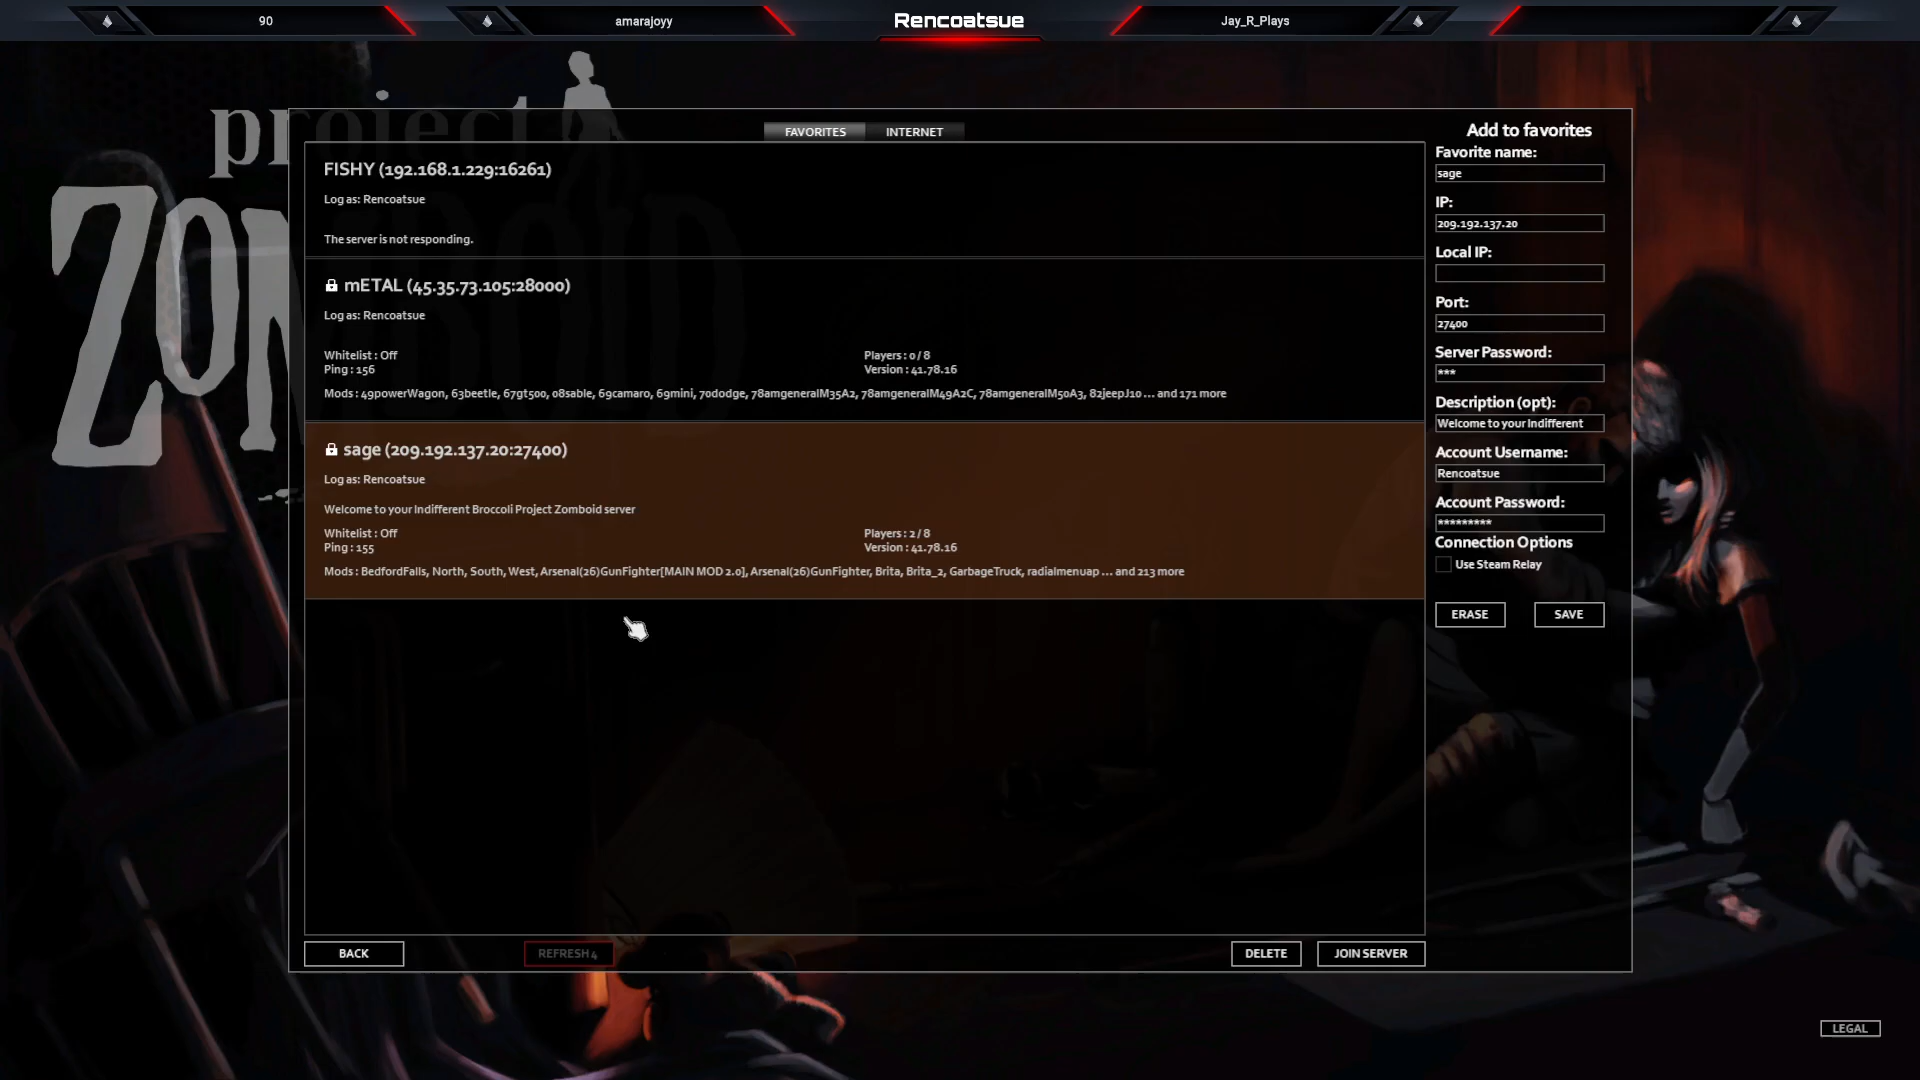 90
amarajoyy
Rencoatsue
Jay_R_Plays
project
ZOMBOID
FAVORITES
INTERNET
FISHY (192.168.1.229:16261)
Log as: Rencoatsue
The server is not responding.
mETAL (45.35.73.105:28000)
Log as: Rencoatsue
Whitelist : Off
Players : 0 / 8
Ping : 156
Version : 41.78.16
Mods : 49powerWagon, 63beetle, 67gt500, 08sable, 69camaro, 69mini, 70dodge, 78amgeneralM35A2, 78amgeneralM49A2C, 78amgeneralM50A3, 82jeepJ10 ... and 171 more
sage (209.192.137.20:27400)
Log as: Rencoatsue
Welcome to your Indifferent Broccoli Project Zomboid server
Whitelist : Off
Players : 2 / 8
Ping : 155
Version : 41.78.16
Mods : BedfordFalls, North, South, West, Arsenal(26)GunFighter[MAIN MOD 2.0], Arsenal(26)GunFighter, Brita, Brita_2, GarbageTruck, radialmenuap ... and 213 more
BACK
REFRESH 4
DELETE
JOIN SERVER
Add to favorites
Favorite name:
sage
IP:
209.192.137.20
Local IP:
Port:
27400
Server Password:
***
Description (opt):
Welcome to your Indifferent
Account Username:
Rencoatsue
Account Password:
*********
Connection Options
Use Steam Relay
ERASE
SAVE
LEGAL